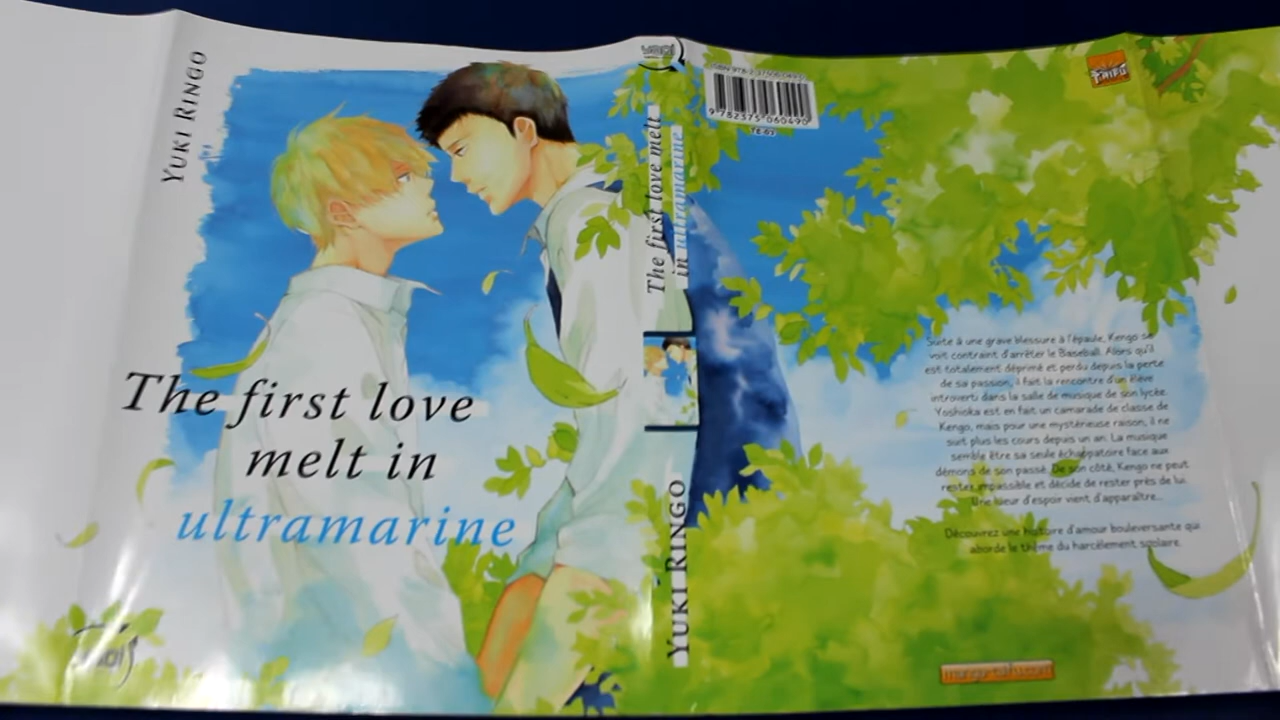 YUKI RINGO
The first love
melt in
ultramarine
The first love melt
in ultramarine
YUKI RINGO
9782375060490
Suite à une grave blessure à l'épaule, Kengo se
voit contraint d'arrêter le Baseball. Alors qu'il
est totalement déprimé et perdu depuis la perte
de sa passion, il fait la rencontre d'un élève
introverti dans la salle de musique de son lycée.
Yoshioka est en fait un camarade de classe de
Kengo, mais pour une mystérieuse raison, il ne
suit plus les cours depuis un an. La musique
semble être sa seule échappatoire face aux
démons de son passé. De son côté, Kengo ne peut
rester impassible et décide de rester près de lui.
Une lueur d'espoir vient d'apparaître...
Découvrez une histoire d'amour bouleversante qui
aborde le thème du harcèlement scolaire.